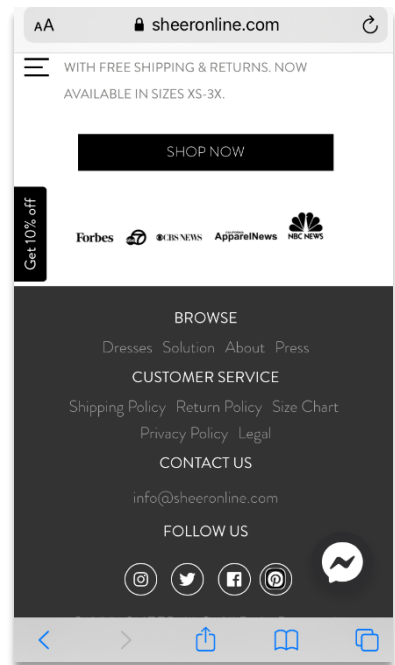 AA sheeronline.com
WITH FREE SHIPPING & RETURNS. NOW
AVAILABLE IN SIZES XS-3X.
SHOP NOW
Get 10% off
Forbes abc7 CBS NEWS CALIFORNIA ApparelNews NBC NEWS
BROWSE
Dresses Solution About Press
CUSTOMER SERVICE
Shipping Policy Return Policy Size Chart
Privacy Policy Legal
CONTACT US
info@sheeronline.com
FOLLOW US